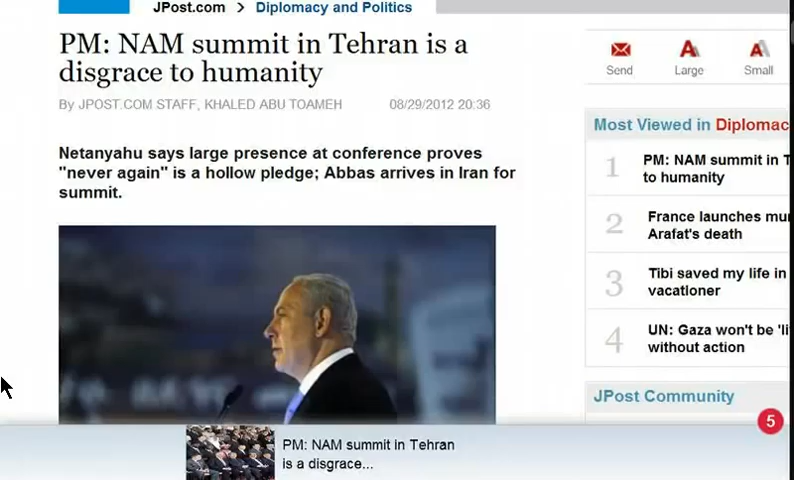 JPost.com > Diplomacy and Politics
PM: NAM summit in Tehran is a
disgrace to humanity
By JPOST.COM STAFF, KHALED ABU TOAMEH 08/29/2012 20:36
Netanyahu says large presence at conference proves
"never again" is a hollow pledge; Abbas arrives in Iran for
summit.
Send Large Small
Most Viewed in Diplomac
1 PM: NAM summit in T
to humanity
2 France launches mu
Arafat's death
3 Tibi saved my life in
vacationer
4 UN: Gaza won't be 'li
without action
JPost Community
5
PM: NAM summit in Tehran
is a disgrace...